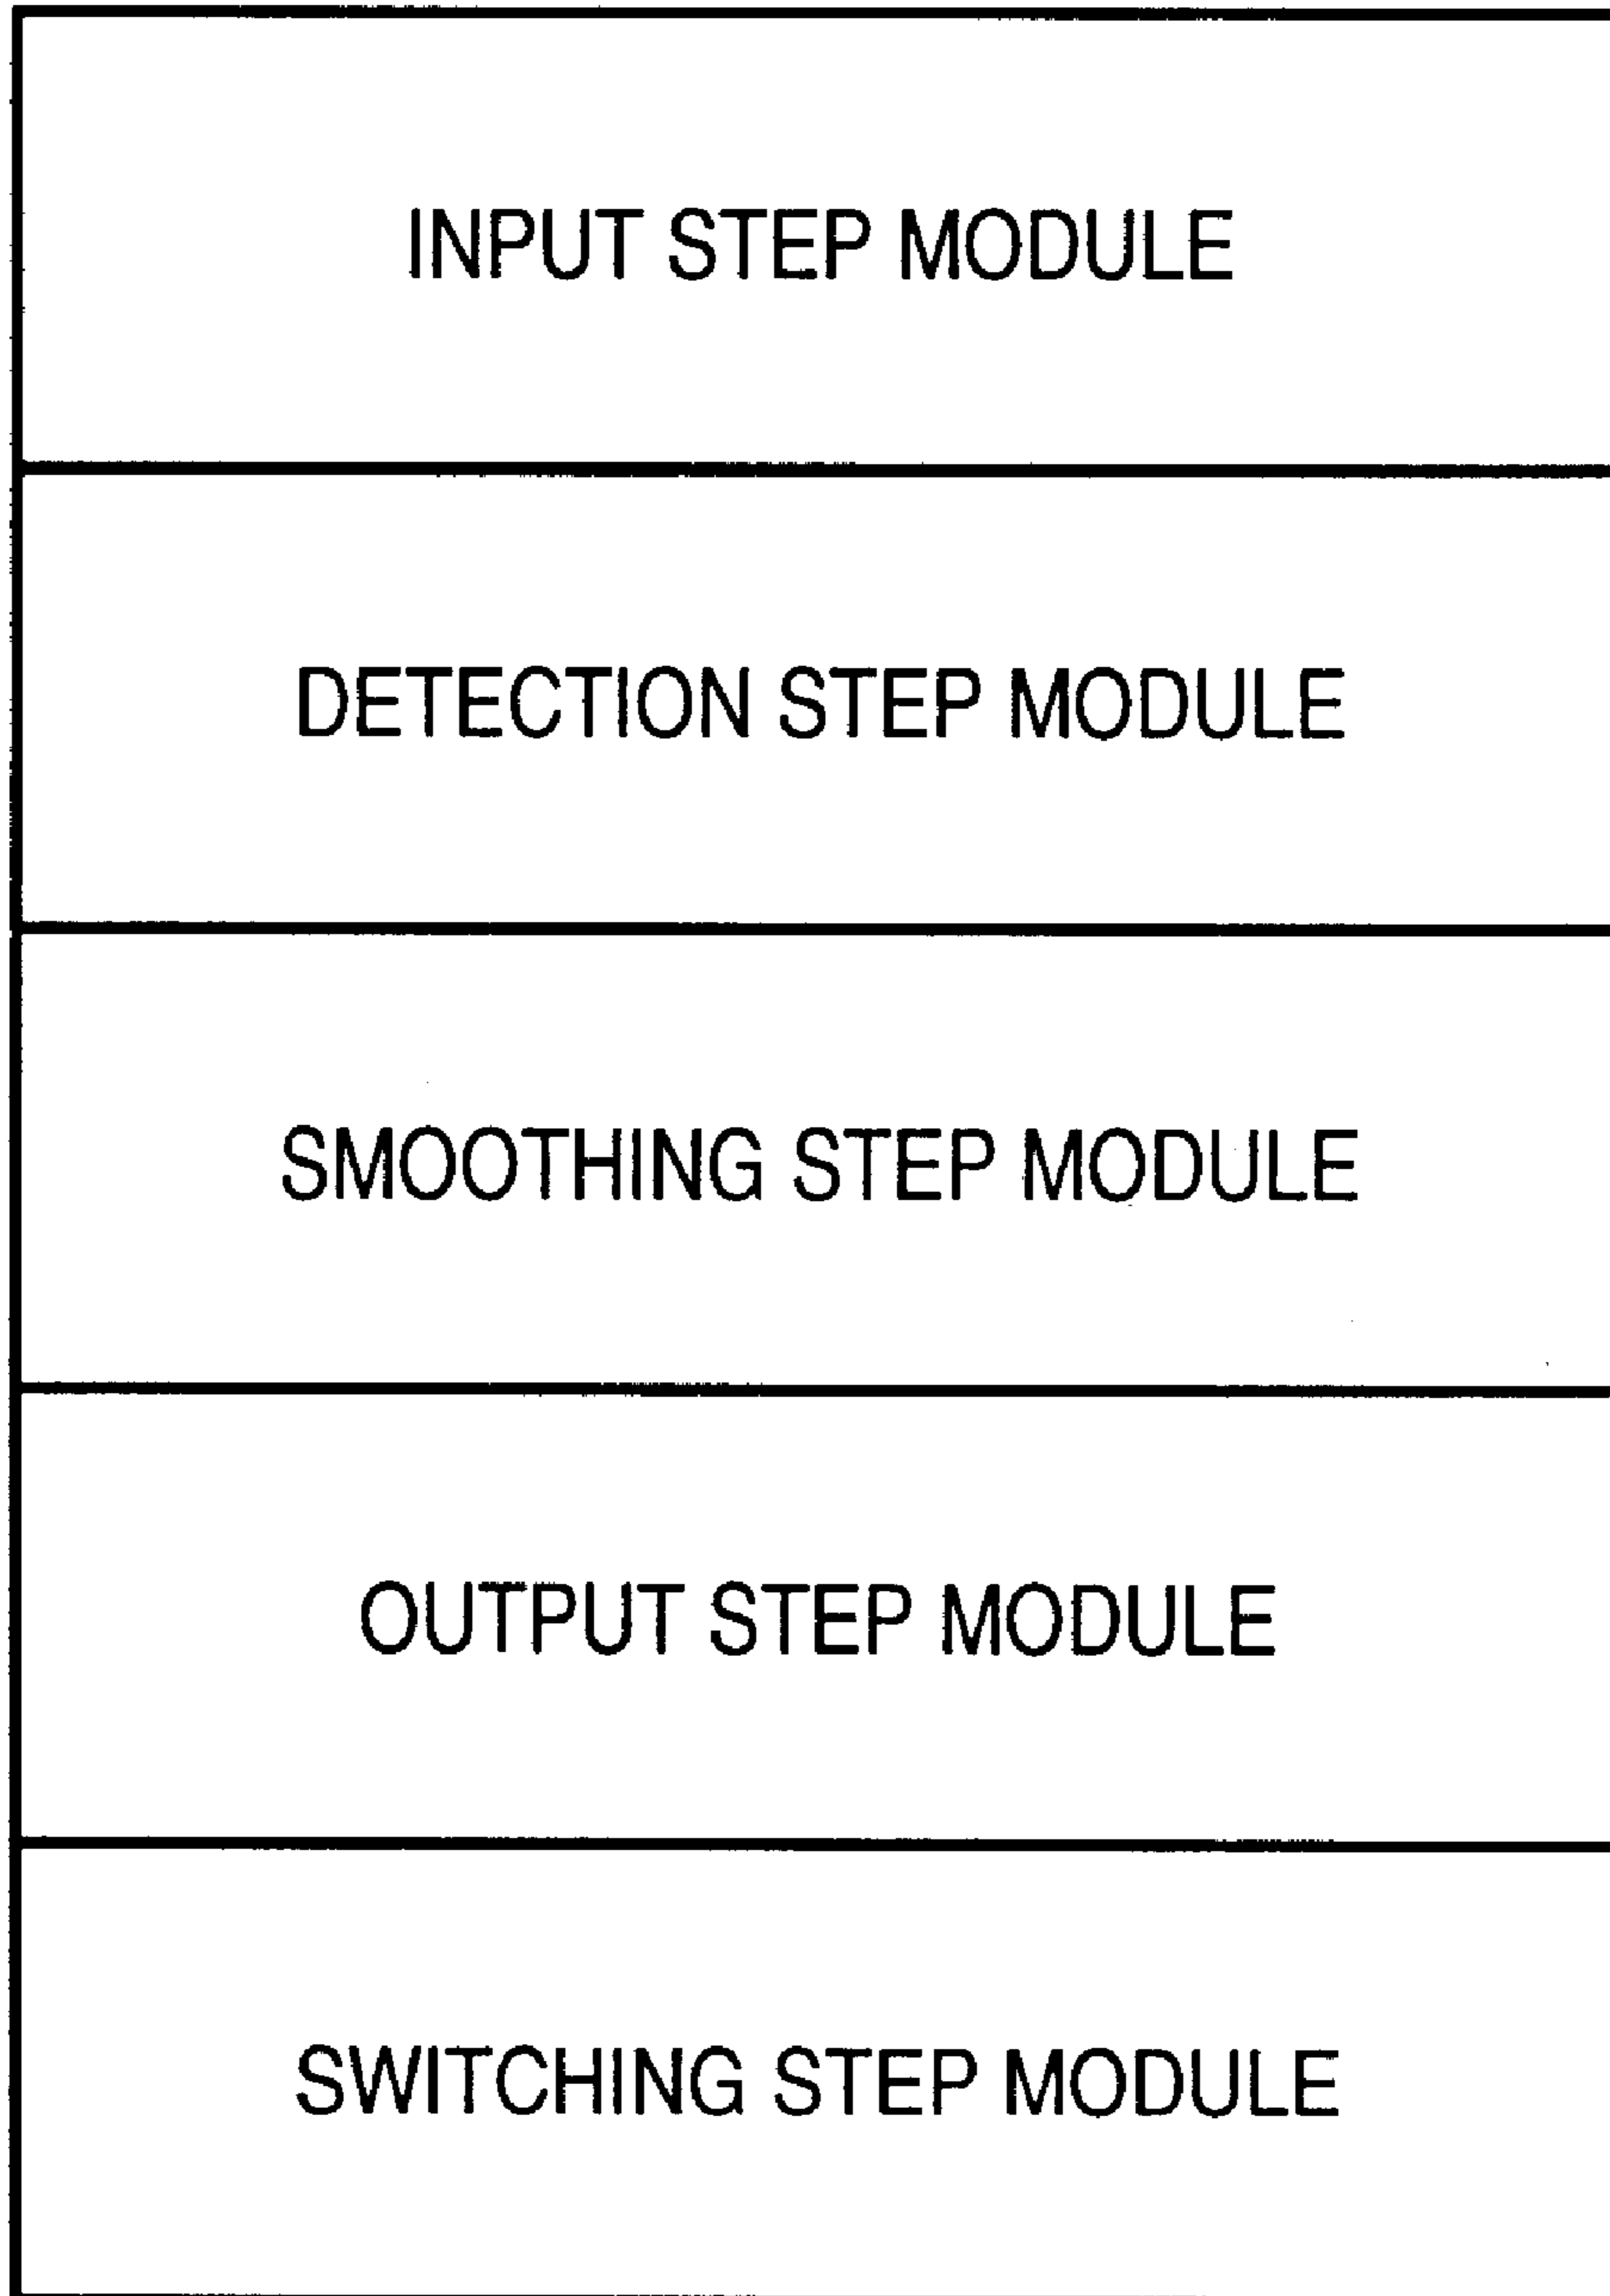 INPUT STEP MODULE
DETECTION STEP MODULE
SMOOTHING STEP MODULE
OUTPUT STEP MODULE
SWITCHING STEP MODULE